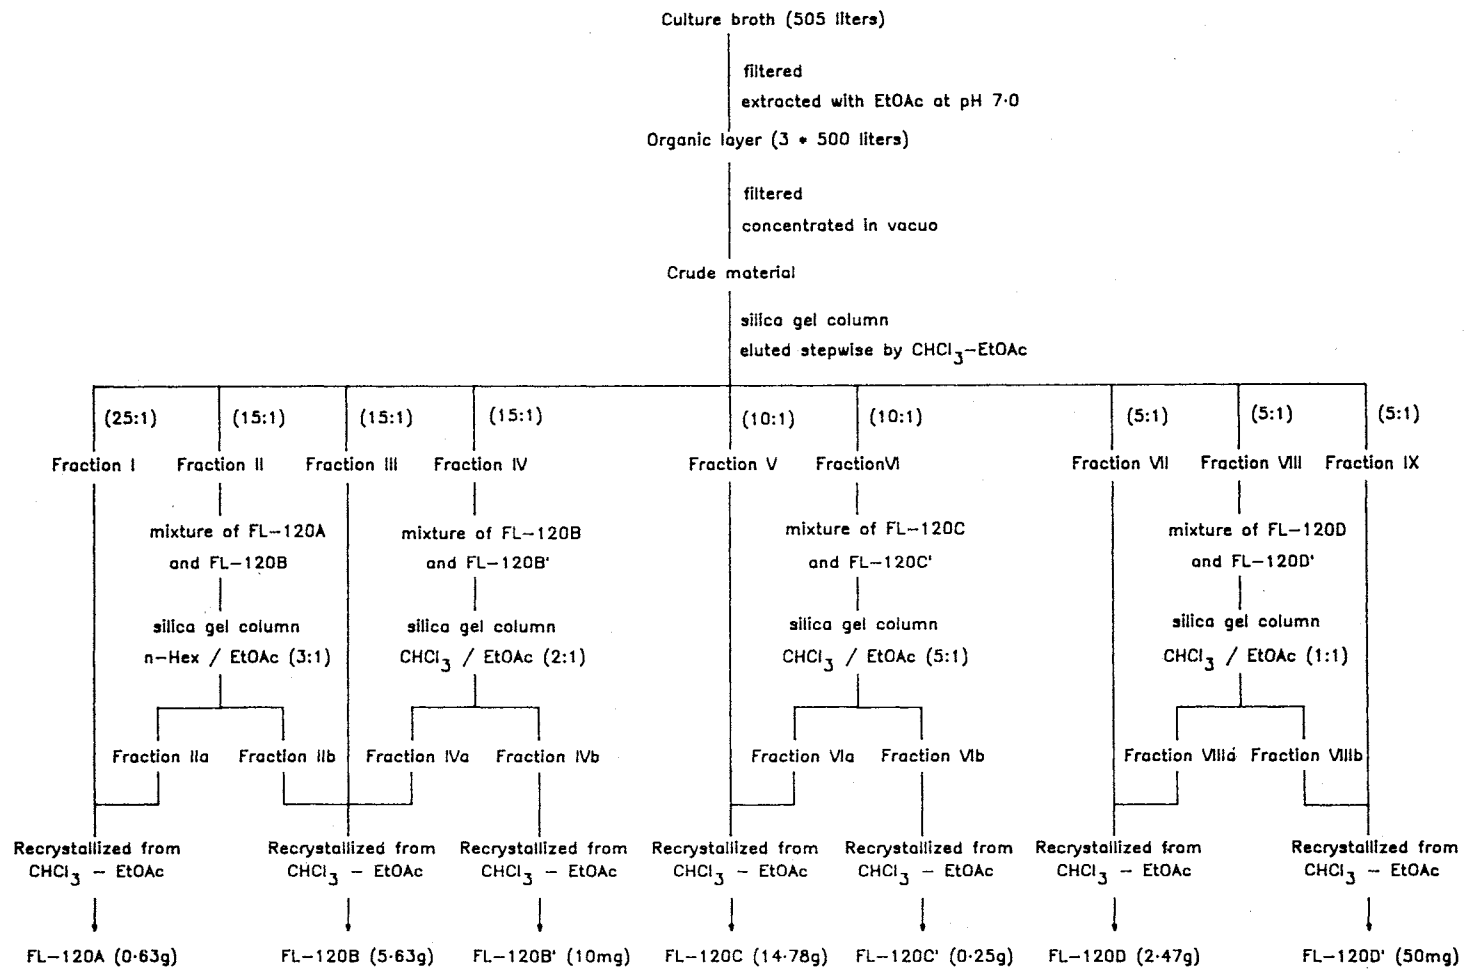 Culture broth (505 liters)
filtered
extracted with EtOAc at pH 7·0
Organic layer (3 * 500 liters)
filtered
concentrated in vacuo
Crude material
silica gel column
eluted stepwise by CHCl3-EtOAc
(25:1) (15:1) (15:1) (15:1) (10:1) (10:1) (5:1) (5:1) (5:1)
Fraction I Fraction II Fraction III Fraction IV Fraction V FractionVI Fraction VII Fraction VIII Fraction IX
mixture of FL-120A
and FL-120B
silica gel column
n-Hex / EtOAc (3:1)
mixture of FL-120B
and FL-120B'
silica gel column
CHCl3 / EtOAc (2:1)
mixture of FL-120C
and FL-120C'
silica gel column
CHCl3 / EtOAc (5:1)
mixture of FL-120D
and FL-120D'
silica gel column
CHCl3 / EtOAc (1:1)
Fraction IIa Fraction IIb Fraction IVa Fraction IVb Fraction VIa Fraction VIb Fraction VIIIa Fraction VIIIb
Recrystallized from
CHCl3 - EtOAc
Recrystallized from
CHCl3 - EtOAc
Recrystallized from
CHCl3 - EtOAc
Recrystallized from
CHCl3 - EtOAc
Recrystallized from
CHCl3 - EtOAc
Recrystallized from
CHCl3 - EtOAc
Recrystallized from
CHCl3 - EtOAc
FL-120A (0·63g) FL-120B (5·63g) FL-120B' (10mg) FL-120C (14·78g) FL-120C' (0·25g) FL-120D (2·47g) FL-120D' (50mg)